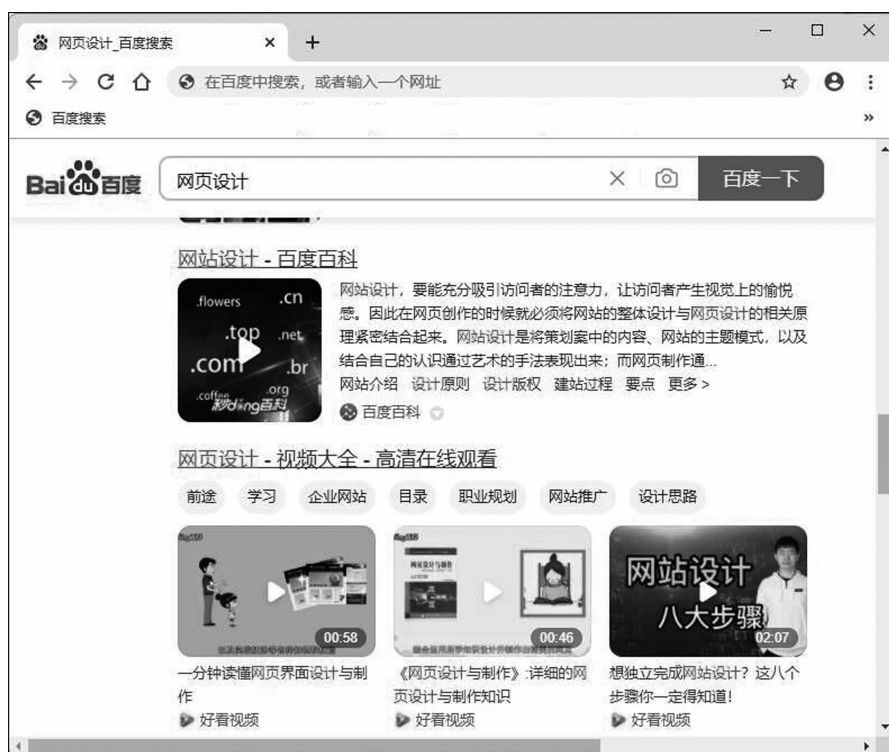 网页设计_百度搜索
在百度中搜索，或者输入一个网址
百度搜索
Bai du 百度
网页设计
百度一下
网站设计 - 百度百科
.flowers
.cn
.top
.net
.com
.br
.coffee
.org
秒dǒng百科
网站设计，要能充分吸引访问者的注意力，让访问者产生视觉上的愉悦
感。因此在网页创作的时候就必须将网站的整体设计与网页设计的相关原
理紧密结合起来。网站设计是将策划案中的内容、网站的主题模式，以及
结合自己的认识通过艺术的手法表现出来；而网页制作通...
网站介绍 设计原则 设计版权 建站过程 要点 更多 >
百度百科
网页设计 - 视频大全 - 高清在线观看
前途 学习 企业网站 目录 职业规划 网站推广 设计思路
00:58
00:46
网站设计
八大步骤
02:07
一分钟读懂网页界面设计与制
作
好看视频
《网页设计与制作》:详细的网
页设计与制作知识
好看视频
想独立完成网站设计？这八个
步骤你一定得知道！
好看视频